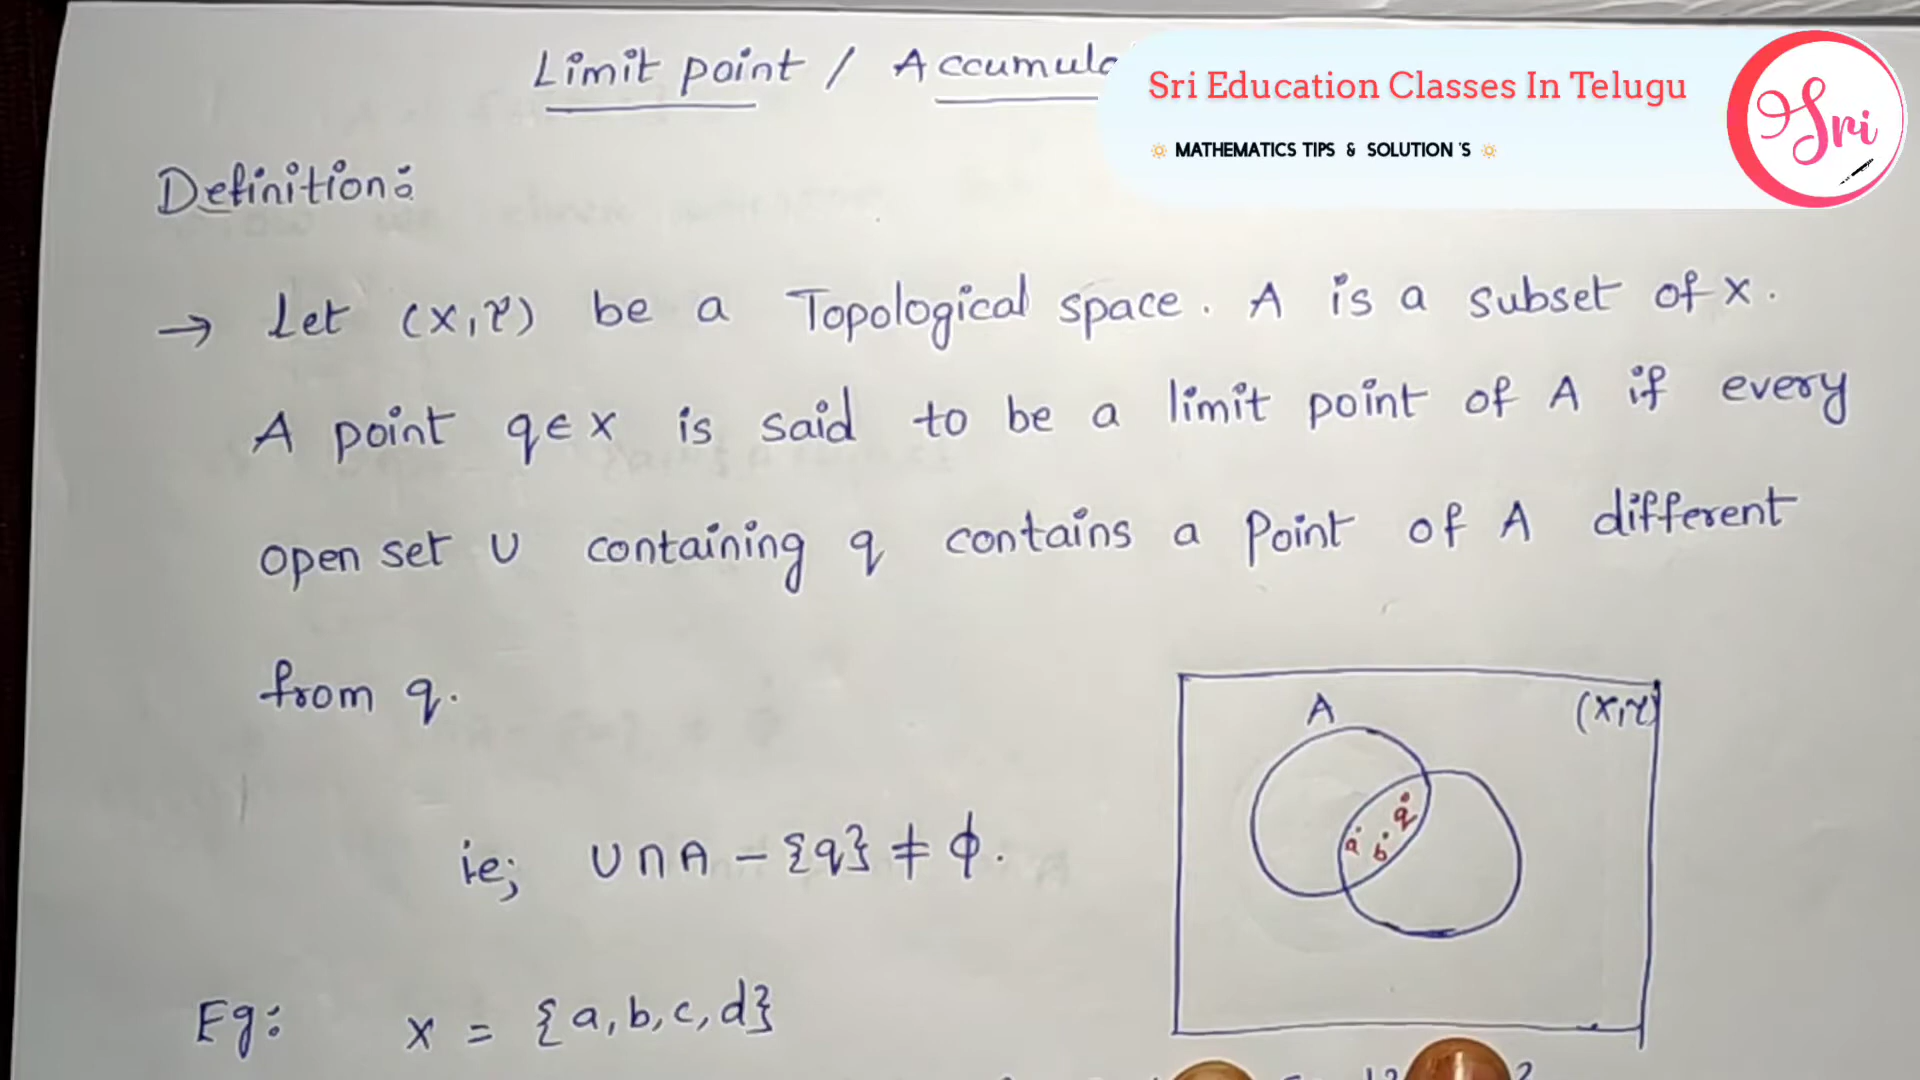 Limit point / Accumula
Sri Education Classes In Telugu
MATHEMATICS TIPS & SOLUTION 'S
Sri
Definition:
→ Let (X,τ) be a Topological space. A is a subset of X.
A point q∈X is said to be a limit point of A if every
open set U containing q contains a point of A different
from q.
A
(X,τ)
q
a b
ie; U∩A – {q} ≠ ϕ.
Eg: X = {a,b,c,d}